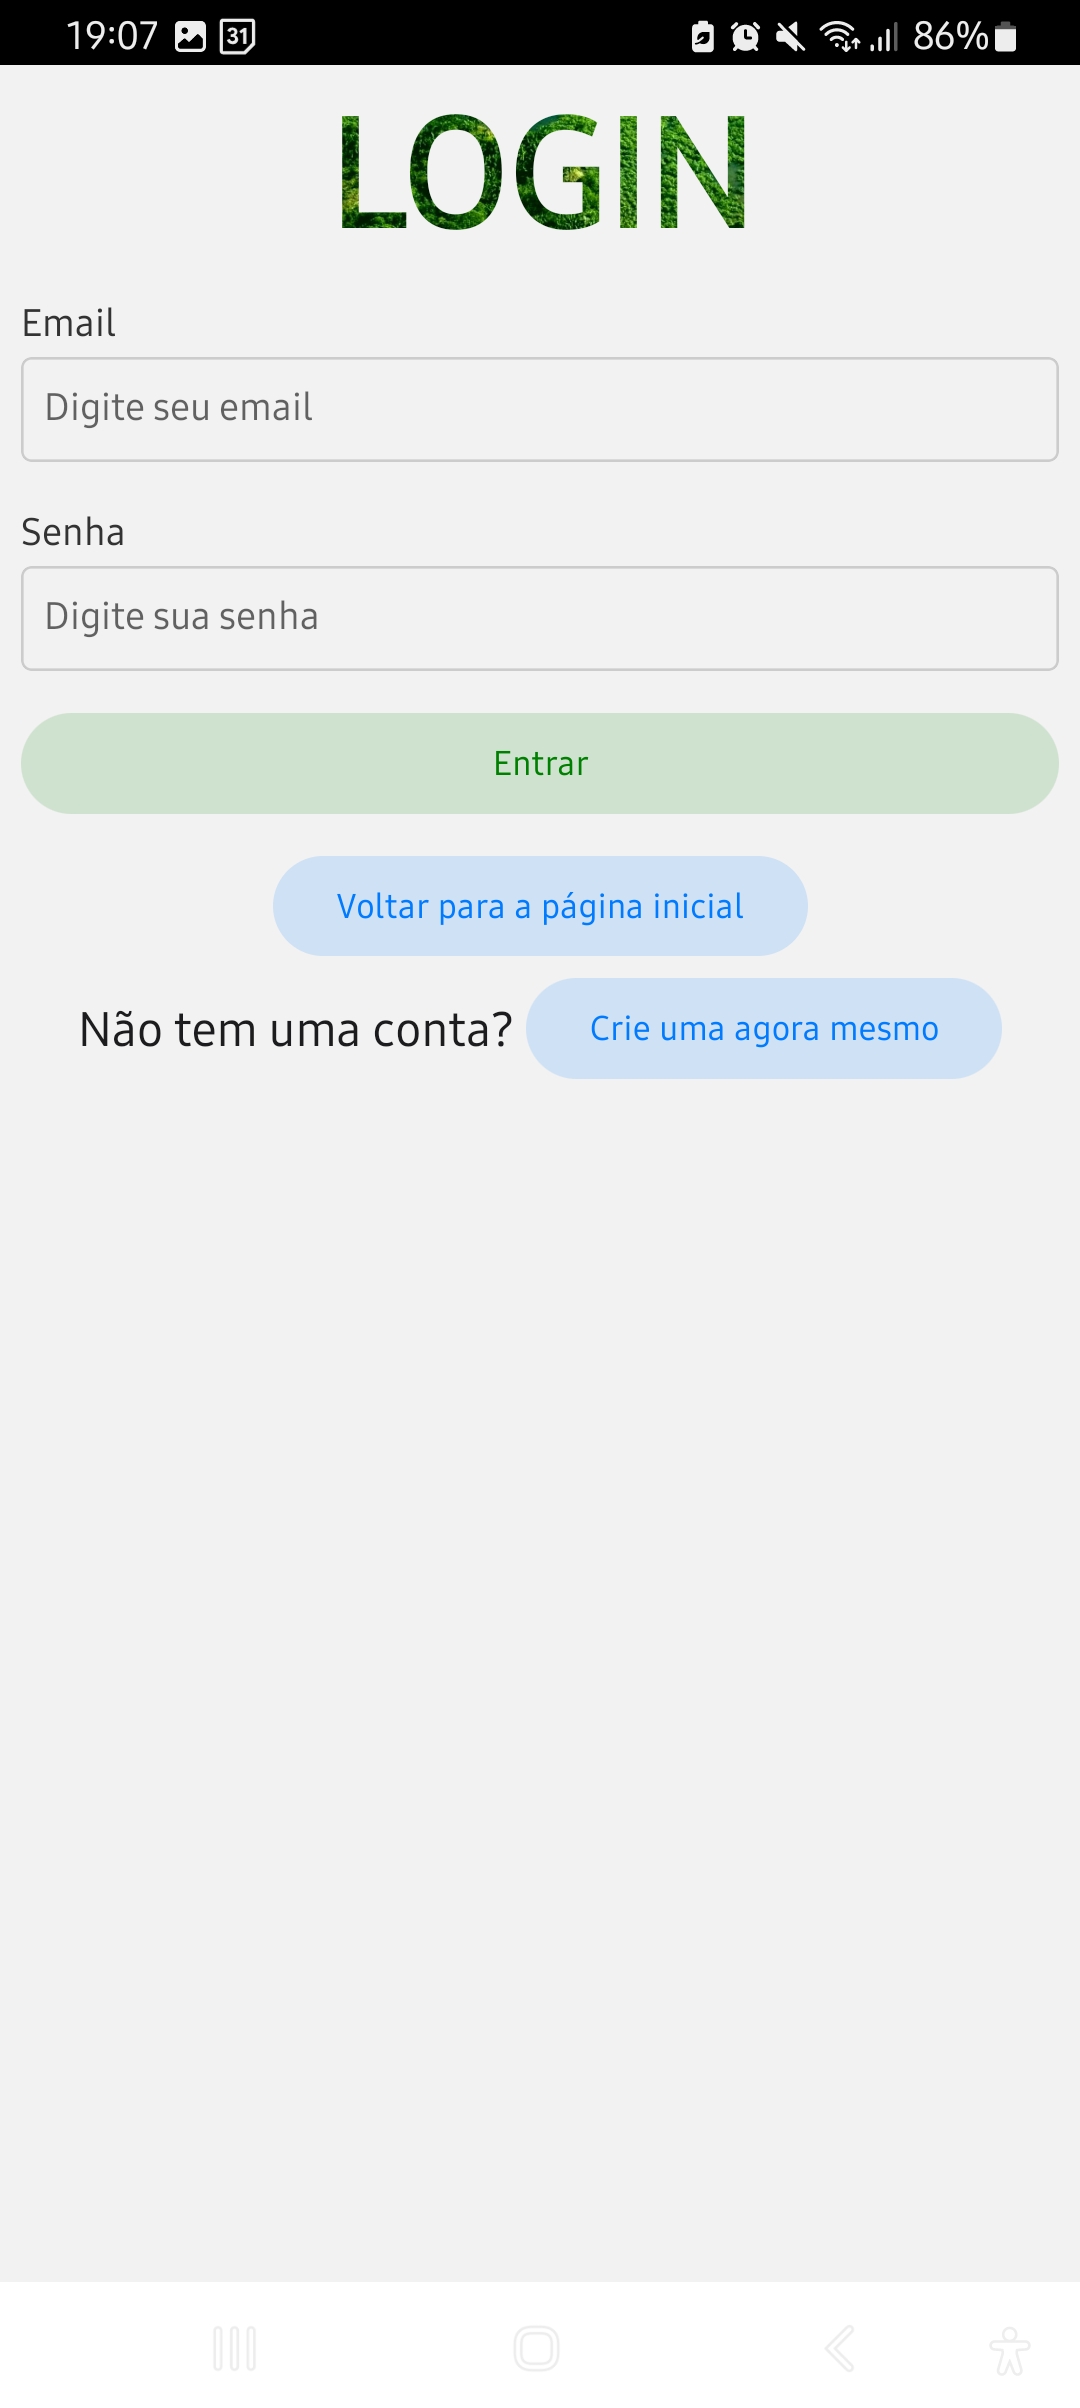 19:07 31 86%
LOGIN
Email
Digite seu email
Senha
Digite sua senha
Entrar
Voltar para a página inicial
Não tem uma conta? Crie uma agora mesmo